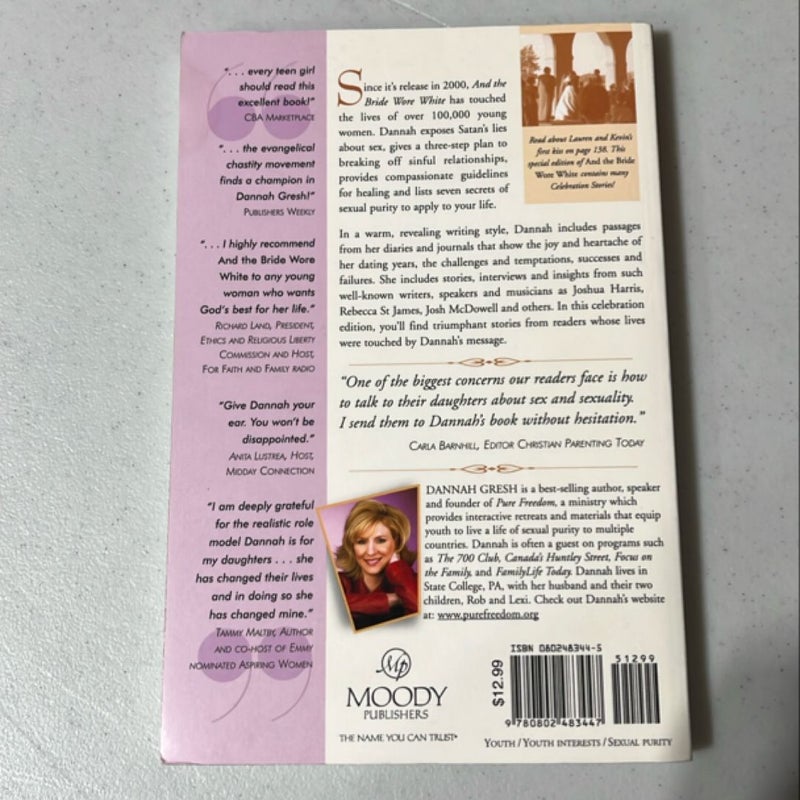 ". . . every teen girl
should read this
excellent book!"
CBA MARKETPLACE
". . . the evangelical
chastity movement
finds a champion in
Dannah Gresh!"
PUBLISHERS WEEKLY
". . . I highly recommend
And the Bride Wore
White to any young
woman who wants
God's best for her life."
RICHARD LAND, PRESIDENT,
ETHICS AND RELIGIOUS LIBERTY
COMMISSION AND HOST,
FOR FAITH AND FAMILY RADIO
"Give Dannah your
ear. You won't be
disappointed."
ANITA LUSTREA, HOST,
MIDDAY CONNECTION
"I am deeply grateful
for the realistic role
model Dannah is for
my daughters . . . she
has changed their lives
and in doing so she
has changed mine."
TAMMY MALTBY, AUTHOR
AND CO-HOST OF EMMY
NOMINATED ASPIRING WOMEN
Since it's release in 2000, And the
Bride Wore White has touched
the lives of over 100,000 young
women. Dannah exposes Satan's lies
about sex, gives a three-step plan to
breaking off sinful relationships,
provides compassionate guidelines
for healing and lists seven secrets of
sexual purity to apply to your life.
Read about Lauren and Kevin's
first kiss on page 138. This
special edition of And the Bride
Wore White contains many
Celebration Stories!
In a warm, revealing writing style, Dannah includes passages
from her diaries and journals that show the joy and heartache of
her dating years, the challenges and temptations, successes and
failures. She includes stories, interviews and insights from such
well-known writers, speakers and musicians as Joshua Harris,
Rebecca St James, Josh McDowell and others. In this celebration
edition, you'll find triumphant stories from readers whose lives
were touched by Dannah's message.
"One of the biggest concerns our readers face is how
to talk to their daughters about sex and sexuality.
I send them to Dannah's book without hesitation."
CARLA BARNHILL, EDITOR CHRISTIAN PARENTING TODAY
DANNAH GRESH is a best-selling author, speaker
and founder of Pure Freedom, a ministry which
provides interactive retreats and materials that equip
youth to live a life of sexual purity to multiple
countries. Dannah is often a guest on programs such
as The 700 Club, Canada's Huntley Street, Focus on
the Family, and FamilyLife Today. Dannah lives in
State College, PA, with her husband and their two
children, Rob and Lexi. Check out Dannah's website
at: www.purefreedom.org
Mp
MOODY
PUBLISHERS
THE NAME YOU CAN TRUST®
$12.99
ISBN 080248344-5
51299
9 780802 483447
YOUTH / YOUTH INTERESTS / SEXUAL PURITY